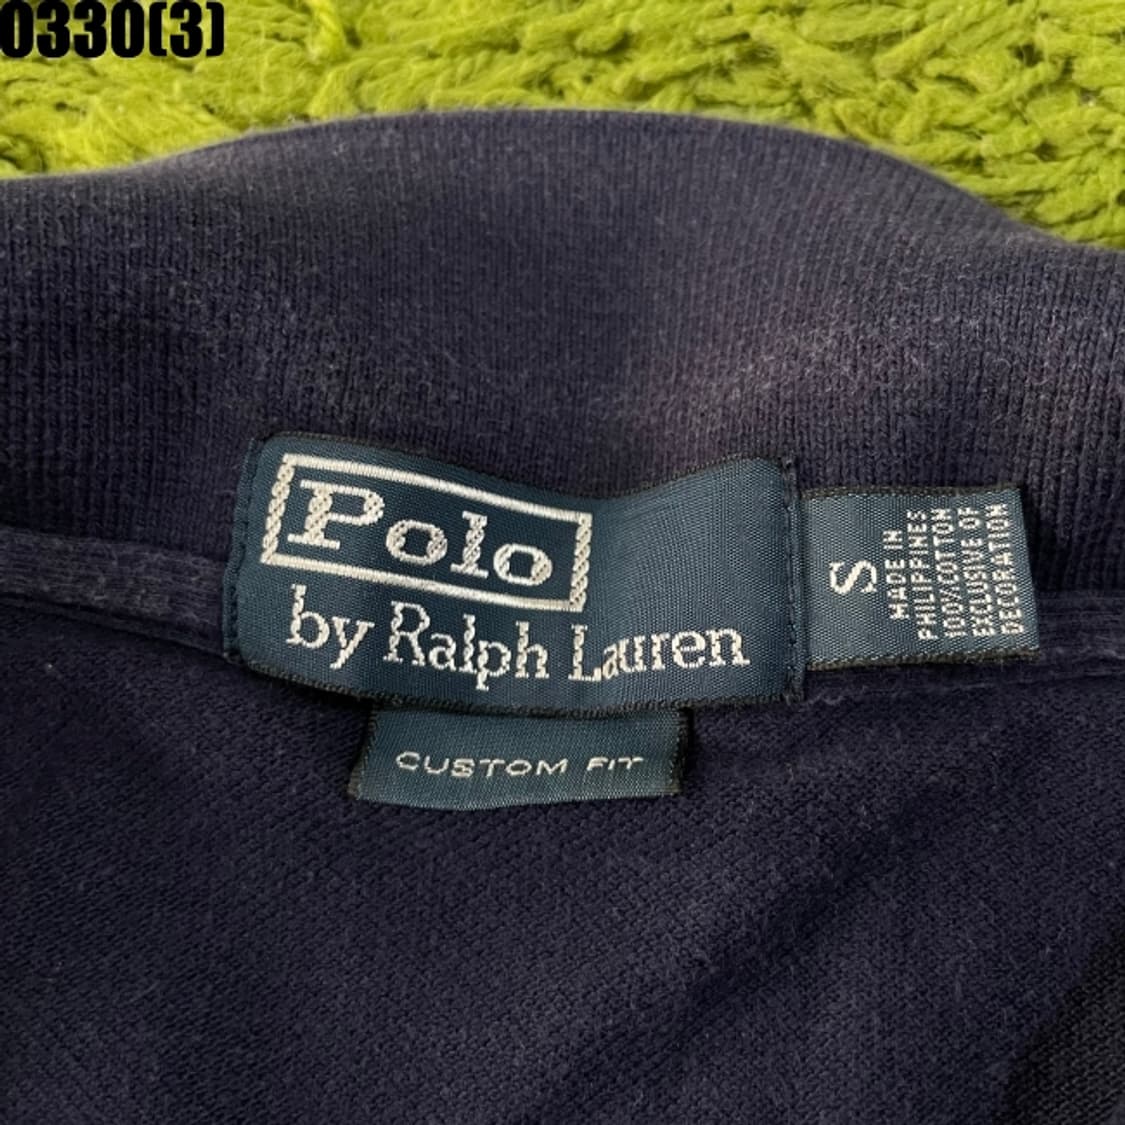 0330(3)
Polo
by Ralph Lauren
CUSTOM FIT
S
MADE IN
PHILIPPINES
100%COTTON
EXCLUSIVE OF
DECORATION